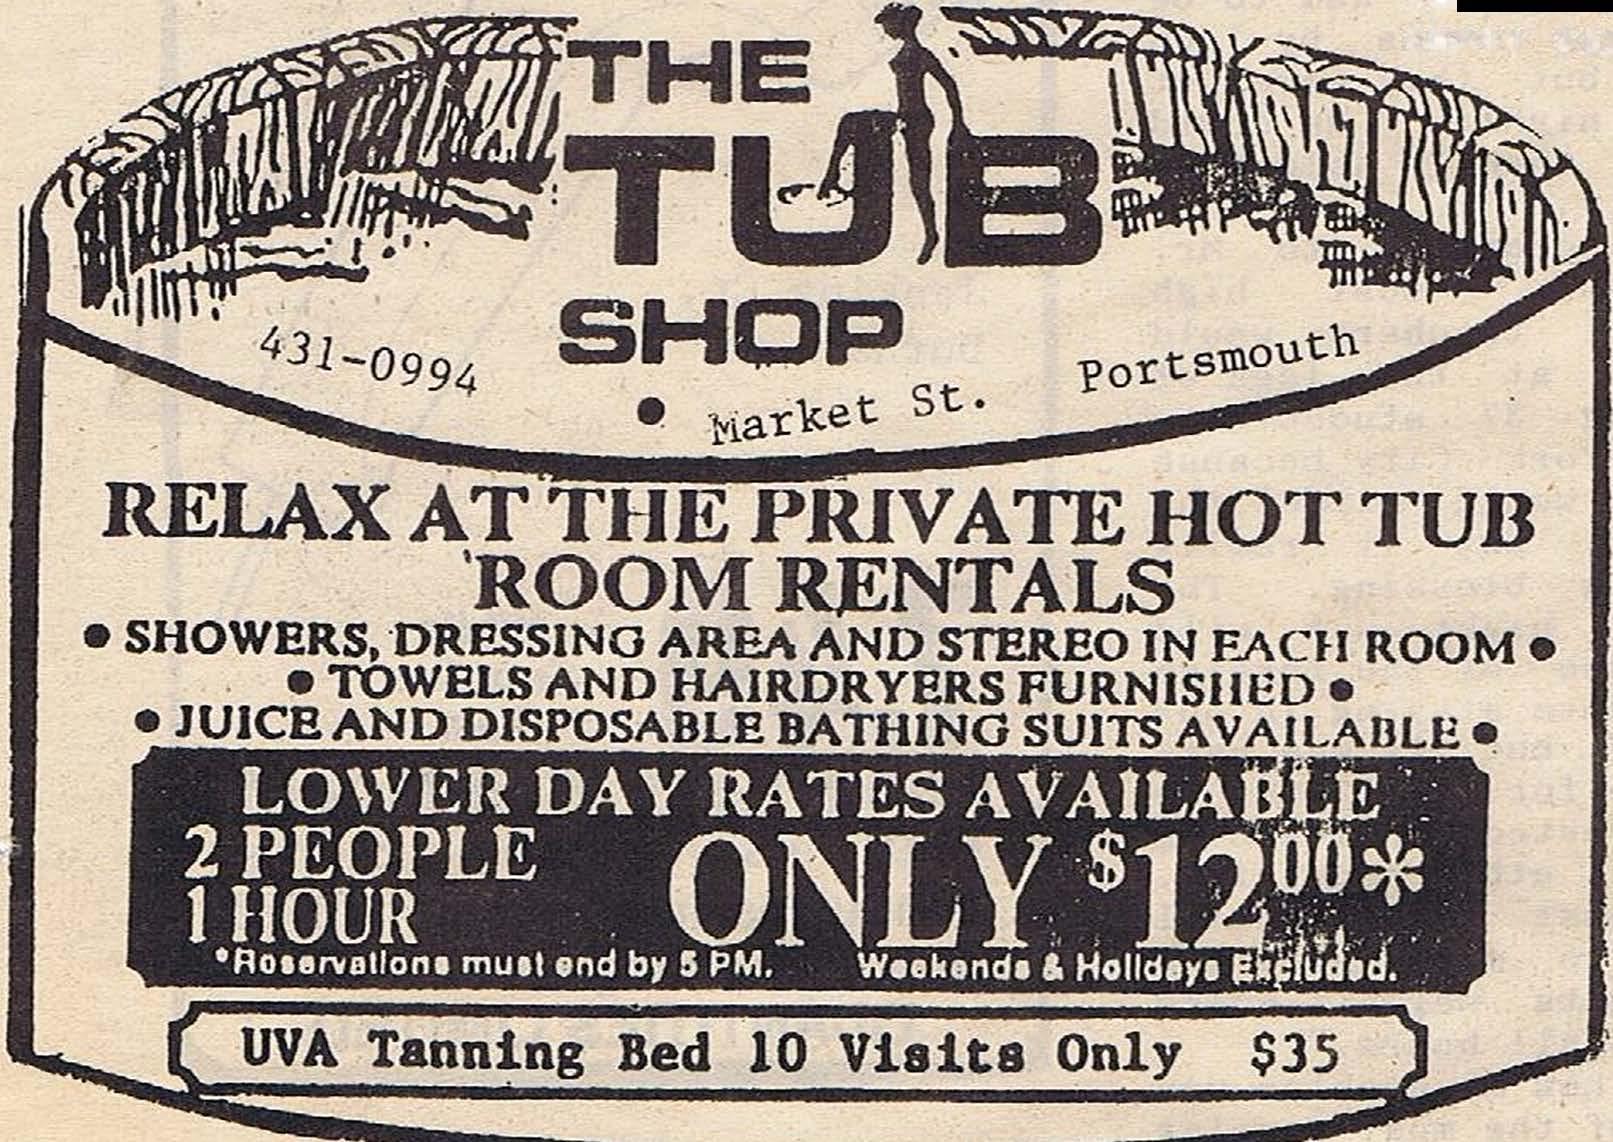 THE
TUB
SHOP
431-0994
• Market St. Portsmouth
RELAX AT THE PRIVATE HOT TUB
ROOM RENTALS
• SHOWERS, DRESSING AREA AND STEREO IN EACH ROOM •
• TOWELS AND HAIRDRYERS FURNISHED •
• JUICE AND DISPOSABLE BATHING SUITS AVAILABLE •
LOWER DAY RATES AVAILABLE
2 PEOPLE
1 HOUR
ONLY $12 00*
*Reservations must end by 5 PM. Weekends & Holidays Excluded.
UVA Tanning Bed 10 Visits Only $35